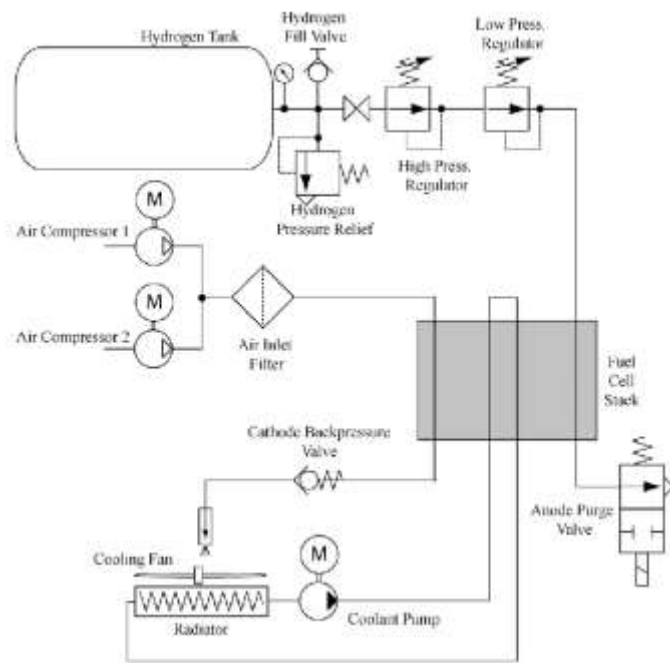 Hydrogen
Fill Valve
Hydrogen Tank
Low Press.
Regulator
High Press.
Regulator
Hydrogen
Pressure Relief
M
Air Compressor 1
M
Air Compressor 2
Air Inlet
Filter
Fuel
Cell
Stack
Cathode Backpressure
Valve
Anode Purge
Valve
M
Cooling Fan
Coolant Pump
Radiator